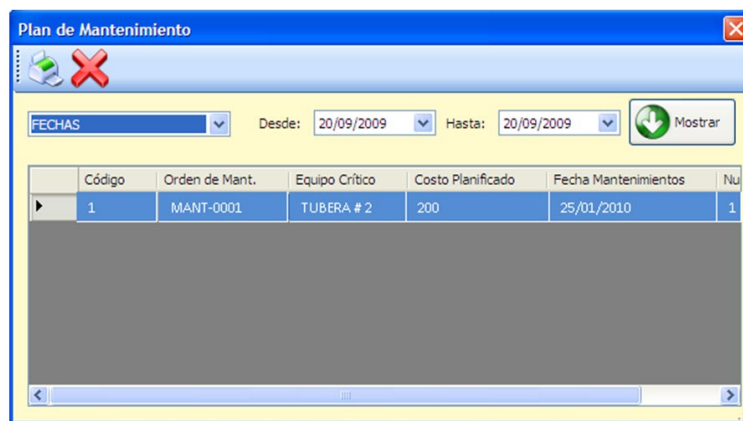 Plan de Mantenimiento
FECHAS Desde: 20/09/2009 Hasta: 20/09/2009 Mostrar
Código Orden de Mant. Equipo Crítico Costo Planificado Fecha Mantenimientos Nu
1 MANT-0001 TUBERA # 2 200 25/01/2010 1